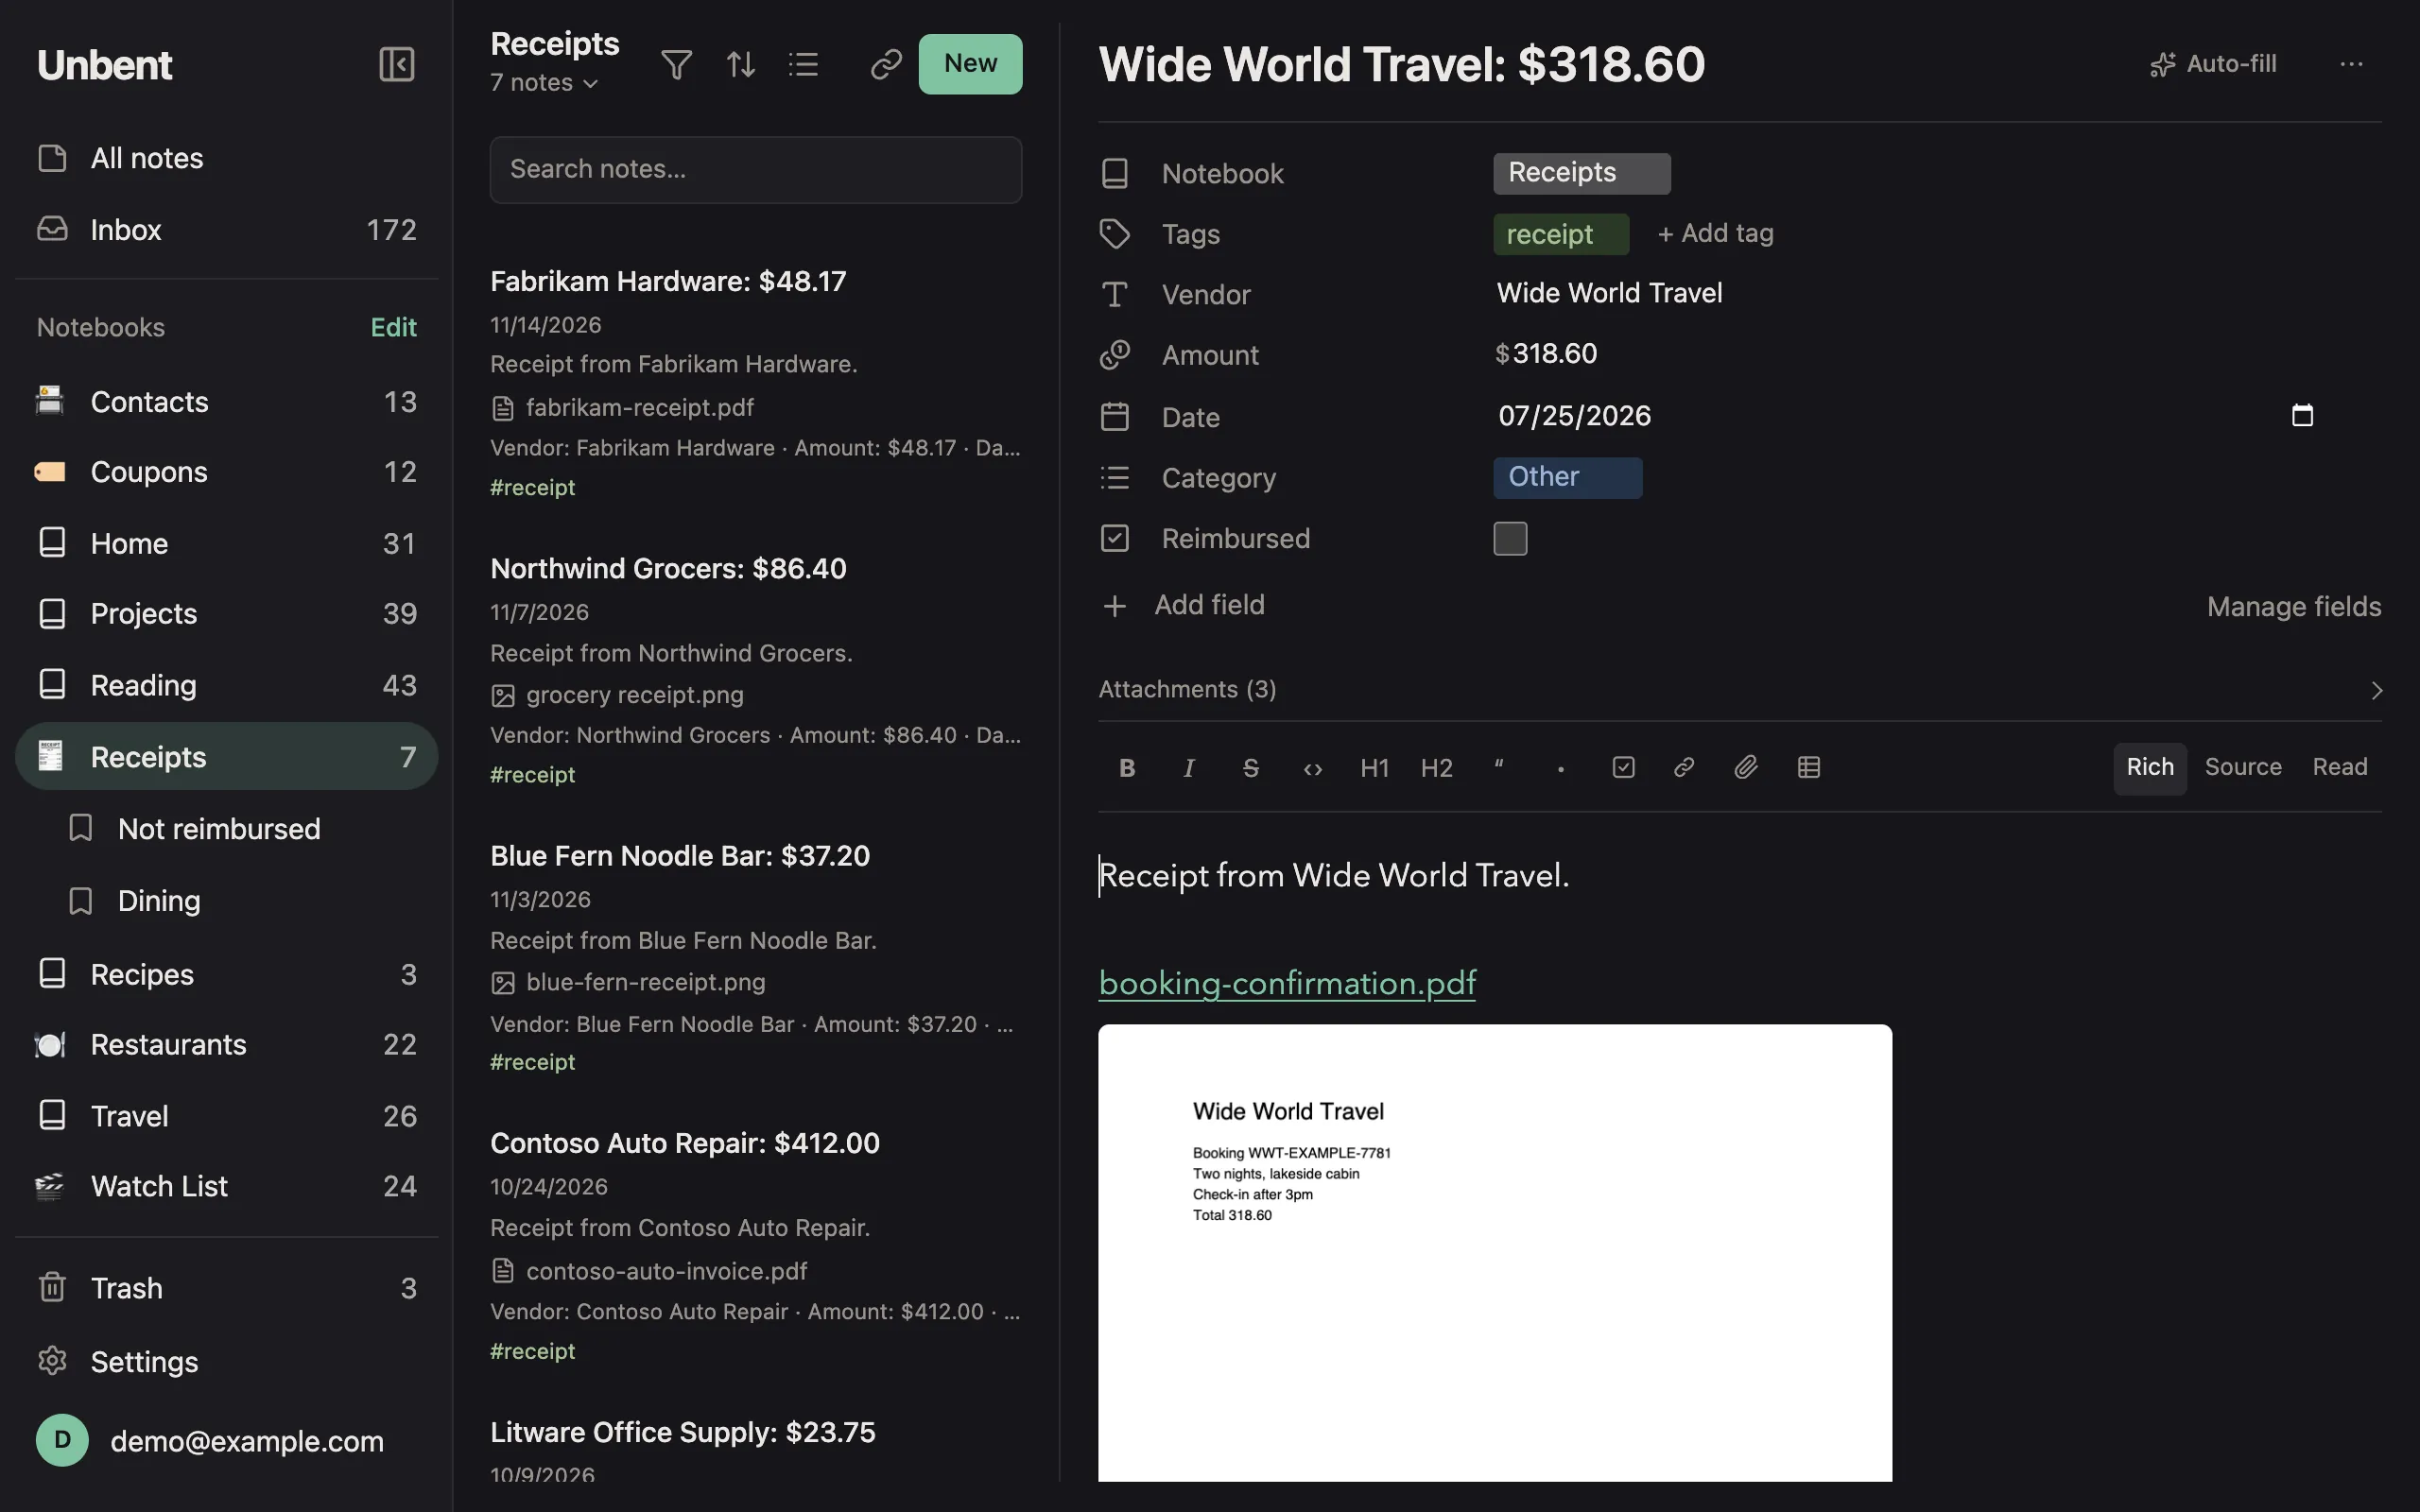 Unbent
All notes
Inbox 172
Notebooks Edit
Contacts 13
Coupons 12
Home 31
Projects 39
Reading 43
Receipts 7
Not reimbursed
Dining
Recipes 3
Restaurants 22
Travel 26
Watch List 24
Trash 3
Settings
D demo@example.com
Receipts
7 notes
New
Search notes...
Fabrikam Hardware: $48.17
11/14/2026
Receipt from Fabrikam Hardware.
fabrikam-receipt.pdf
Vendor: Fabrikam Hardware · Amount: $48.17 · Da...
#receipt
Northwind Grocers: $86.40
11/7/2026
Receipt from Northwind Grocers.
grocery receipt.png
Vendor: Northwind Grocers · Amount: $86.40 · Da...
#receipt
Blue Fern Noodle Bar: $37.20
11/3/2026
Receipt from Blue Fern Noodle Bar.
blue-fern-receipt.png
Vendor: Blue Fern Noodle Bar · Amount: $37.20 · ...
#receipt
Contoso Auto Repair: $412.00
10/24/2026
Receipt from Contoso Auto Repair.
contoso-auto-invoice.pdf
Vendor: Contoso Auto Repair · Amount: $412.00 · ...
#receipt
Litware Office Supply: $23.75
10/9/2026
Wide World Travel: $318.60
Auto-fill ...
Notebook Receipts
Tags receipt + Add tag
Vendor Wide World Travel
Amount $318.60
Date 07/25/2026
Category Other
Reimbursed
+ Add field Manage fields
Attachments (3)
B I S <> H1 H2 “ · Rich Source Read
Receipt from Wide World Travel.
booking-confirmation.pdf
Wide World Travel
Booking WWT-EXAMPLE-7781
Two nights, lakeside cabin
Check-in after 3pm
Total 318.60